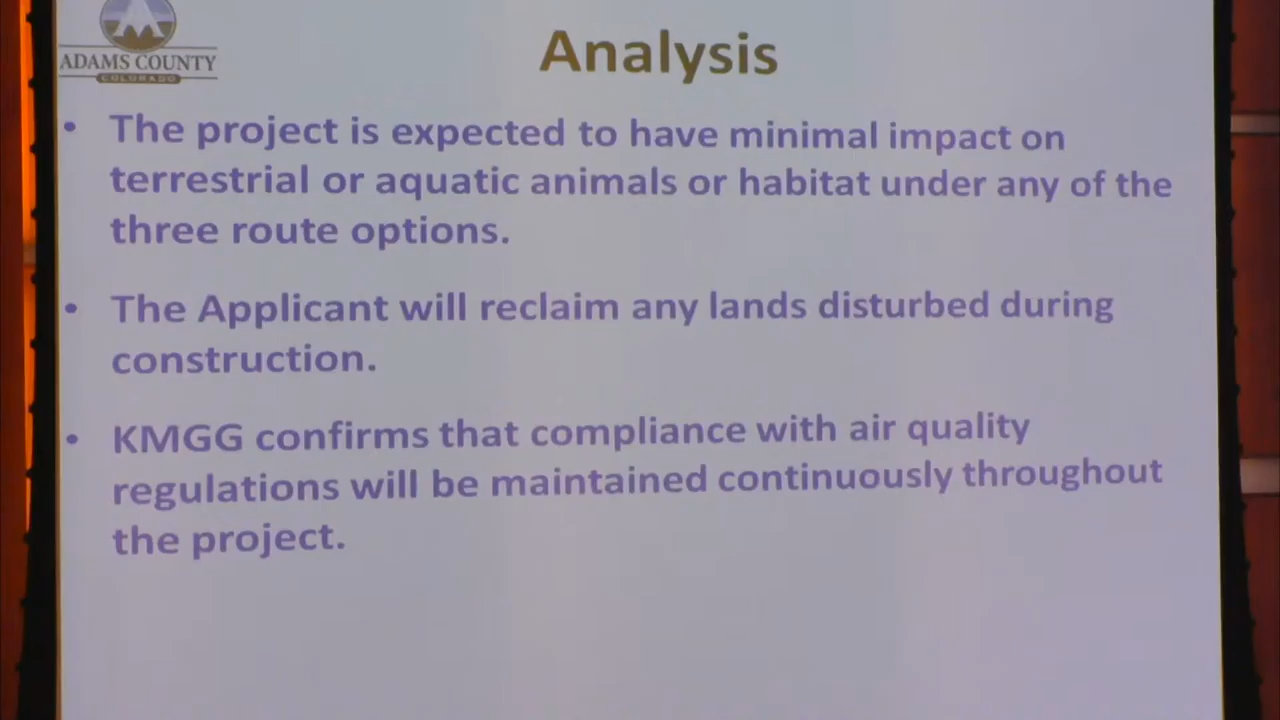 ADAMS COUNTY
COLORADO
Analysis
• The project is expected to have minimal impact on
terrestrial or aquatic animals or habitat under any of the
three route options.
• The Applicant will reclaim any lands disturbed during
construction.
• KMGG confirms that compliance with air quality
regulations will be maintained continuously throughout
the project.